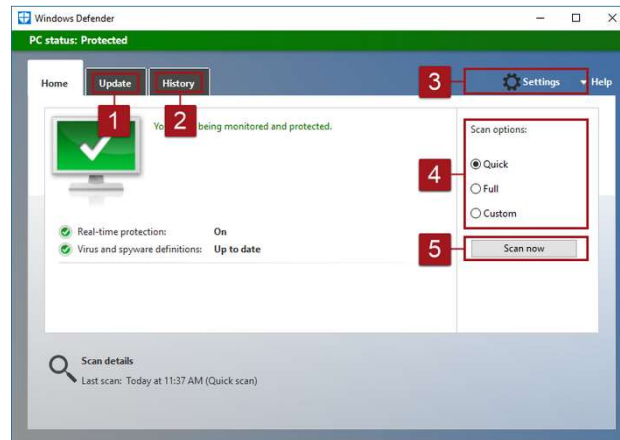 Windows Defender
PC status: Protected
Home
Update
History
3
Settings
Help
1
2
You being monitored and protected.
Scan options:
4
Quick
Full
Custom
Real-time protection: On
Virus and spyware definitions: Up to date
5
Scan now
Scan details
Last scan: Today at 11:37 AM (Quick scan)